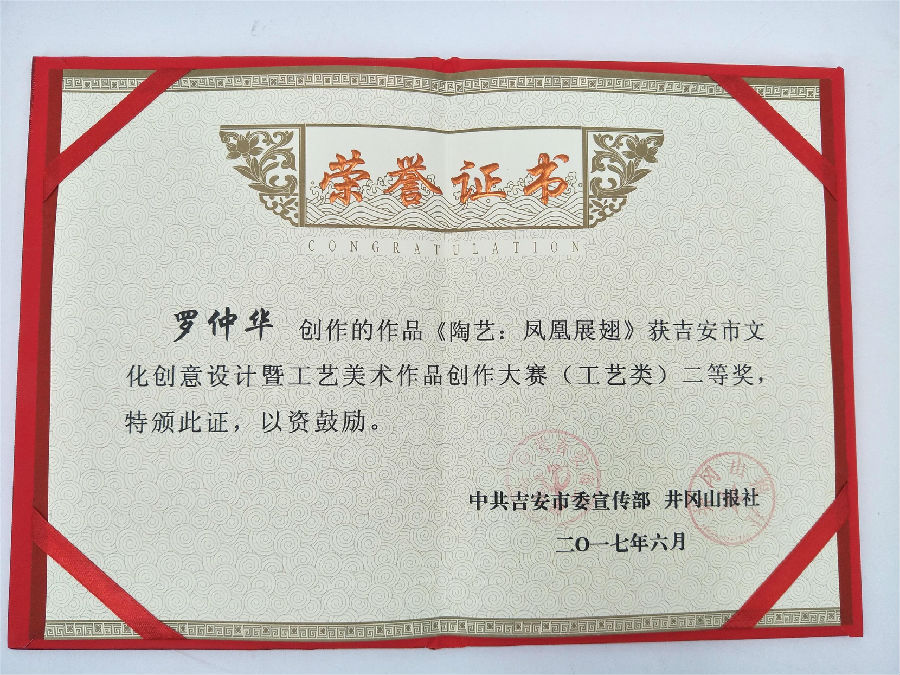 荣誉证书
CONGRATULATION
罗仲华 创作的作品《陶艺：凤凰展翅》获吉安市文
化创意设计暨工艺美术作品创作大赛（工艺类）二等奖，
特颁此证，以资鼓励。
中共吉安市委宣传部 井冈山报社
二〇一七年六月